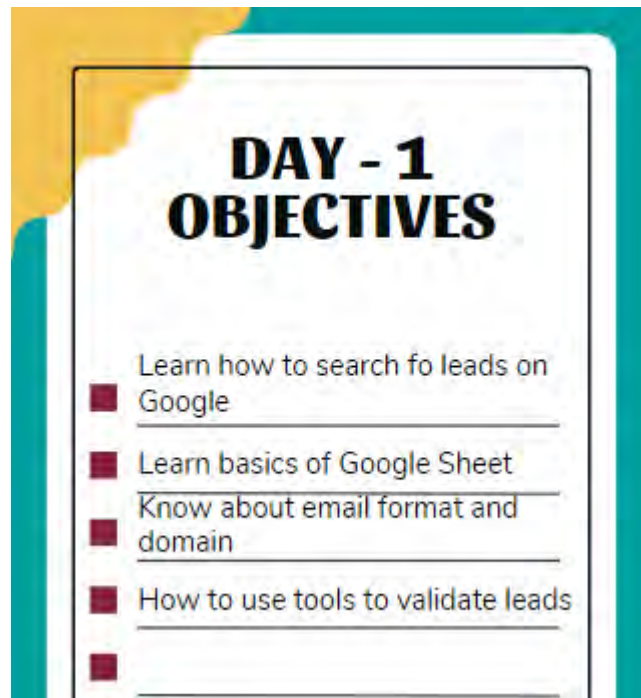 DAY - 1
OBJECTIVES
Learn how to search fo leads on
Google
Learn basics of Google Sheet
Know about email format and
domain
How to use tools to validate leads